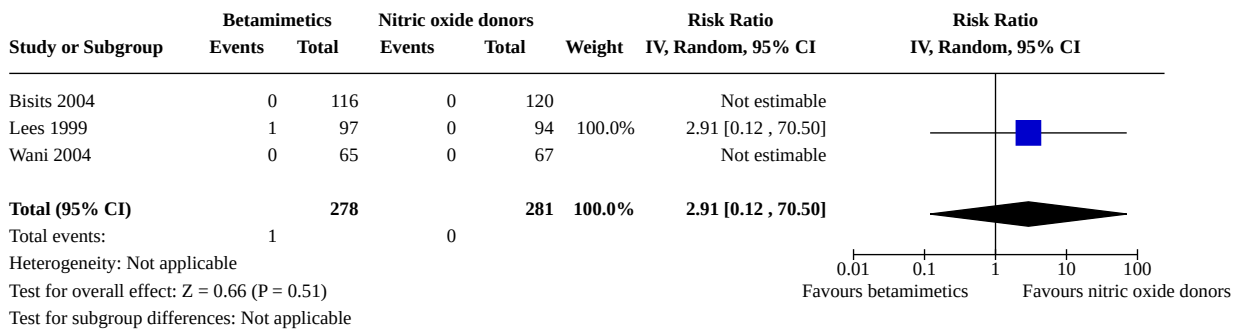 Betamimetics Nitric oxide donors Risk Ratio Risk Ratio
Study or Subgroup Events Total Events Total Weight IV, Random, 95% CI IV, Random, 95% CI
Bisits 2004 0 116 0 120 Not estimable
Lees 1999 1 97 0 94 100.0% 2.91 [0.12 , 70.50]
Wani 2004 0 65 0 67 Not estimable
Total (95% CI) 278 281 100.0% 2.91 [0.12 , 70.50]
Total events: 1 0
Heterogeneity: Not applicable
0.01 0.1 1 10 100
Test for overall effect: Z = 0.66 (P = 0.51)
Favours betamimetics Favours nitric oxide donors
Test for subgroup differences: Not applicable